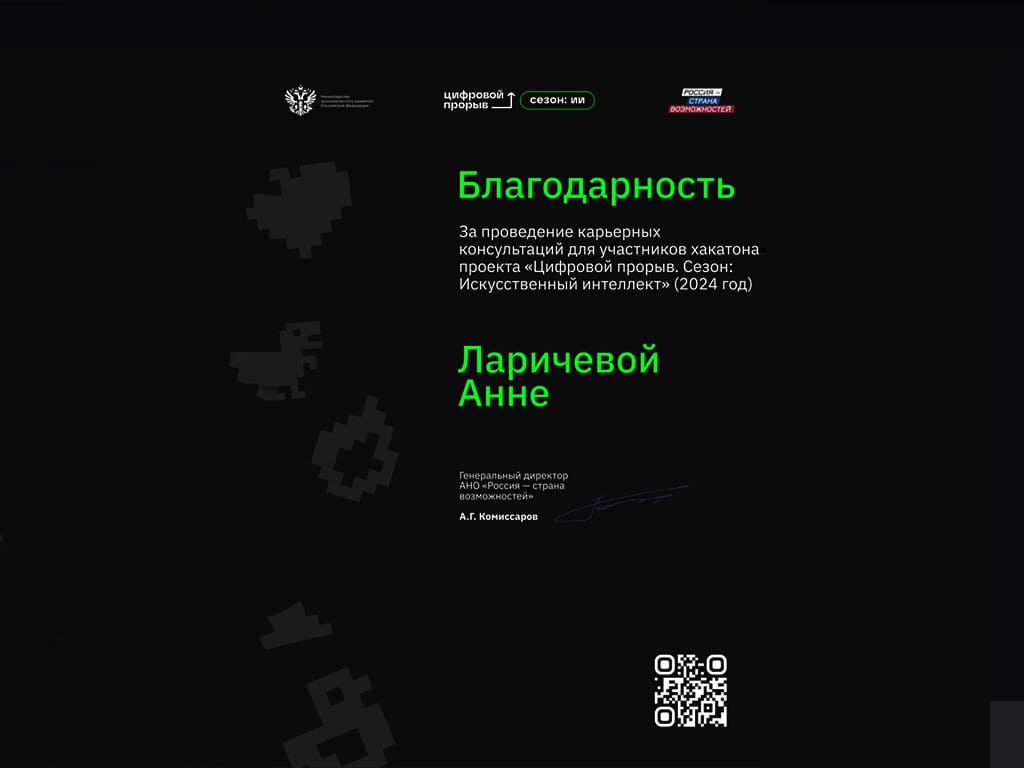 Министерство
экономического развития
Российской Федерации
цифровой
прорыв
сезон: ии
РОССИЯ –
СТРАНА
ВОЗМОЖНОСТЕЙ
Благодарность
За проведение карьерных
консультаций для участников хакатона
проекта «Цифровой прорыв. Сезон:
Искусственный интеллект» (2024 год)
Ларичевой
Анне
Генеральный директор
АНО «Россия — страна
возможностей»
А.Г. Комиссаров